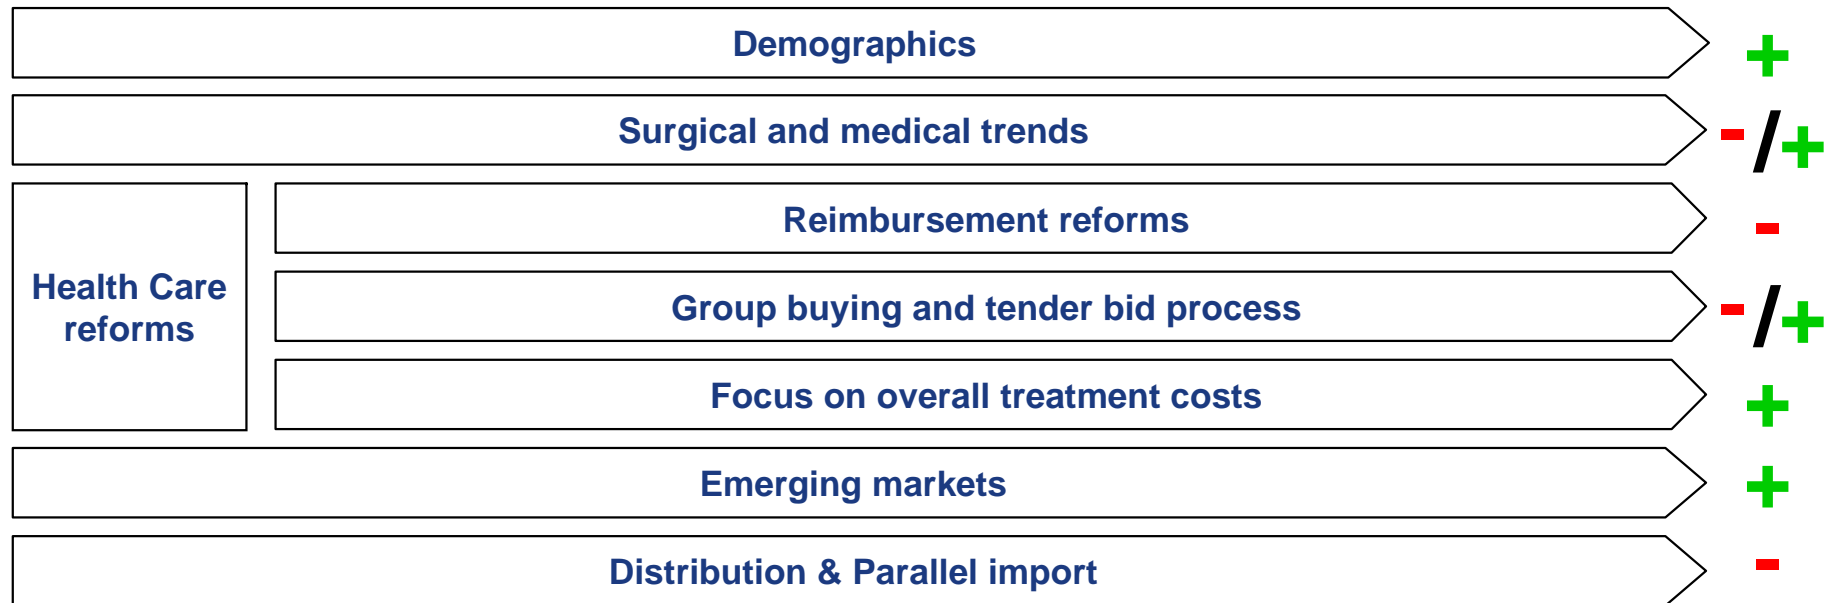 Demographics
+
Surgical and medical trends
-/+
Health Care
reforms
Reimbursement reforms
-
Group buying and tender bid process
-/+
Focus on overall treatment costs
+
Emerging markets
+
Distribution & Parallel import
-